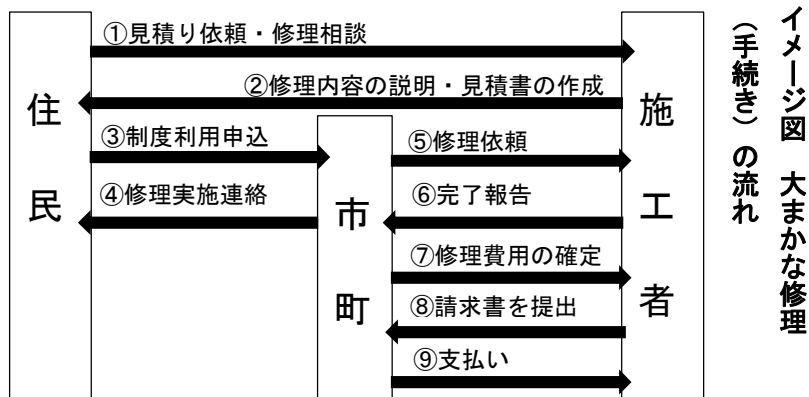 イメージ図　大まかな修理
（手続き）の流れ
住民
市町
施工者
①見積り依頼・修理相談
②修理内容の説明・見積書の作成
③制度利用申込
④修理実施連絡
⑤修理依頼
⑥完了報告
⑦修理費用の確定
⑧請求書を提出
⑨支払い